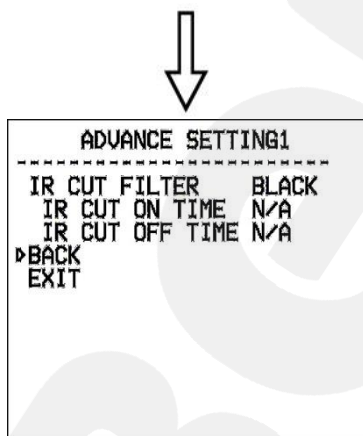 ADVANCE SETTING1
IR CUT FILTER BLACK
IR CUT ON TIME N/A
IR CUT OFF TIME N/A
BACK
EXIT